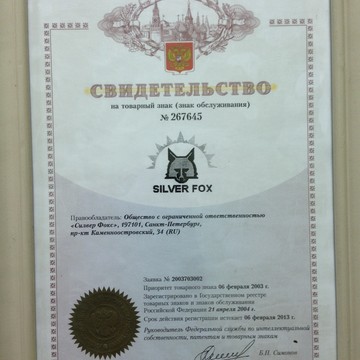 СВИДЕТЕЛЬСТВО
на товарный знак (знак обслуживания)
№ 267645
SILVER FOX
Правообладатель: Общество с ограниченной ответственностью
«Силвер Фокс», 197101, Санкт-Петербург,
пр-кт Каменноостровский, 34 (RU)
Заявка № 2003703002
Приоритет товарного знака 06 февраля 2003 г.
Зарегистрировано в Государственном реестре
товарных знаков и знаков обслуживания
Российской Федерации 21 апреля 2004 г.
Срок действия регистрации истекает 06 февраля 2013 г.
Руководитель Федеральной службы по интеллектуальной
собственности, патентам и товарным знакам
Б.П. Симонов